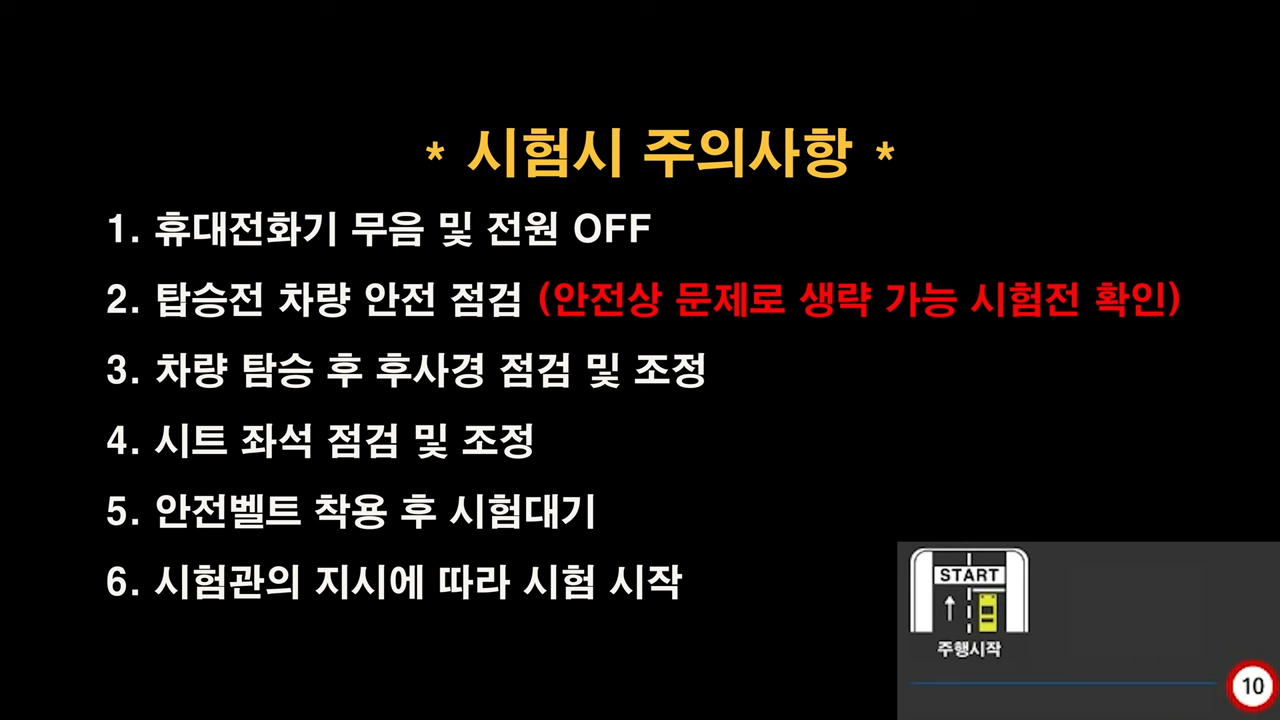 * 시험시 주의사항 *
1. 휴대전화기 무음 및 전원 OFF
2. 탑승전 차량 안전 점검 (안전상 문제로 생략 가능 시험전 확인)
3. 차량 탐승 후 후사경 점검 및 조정
4. 시트 좌석 점검 및 조정
5. 안전벨트 착용 후 시험대기
6. 시험관의 지시에 따라 시험 시작
START
주행시작
10